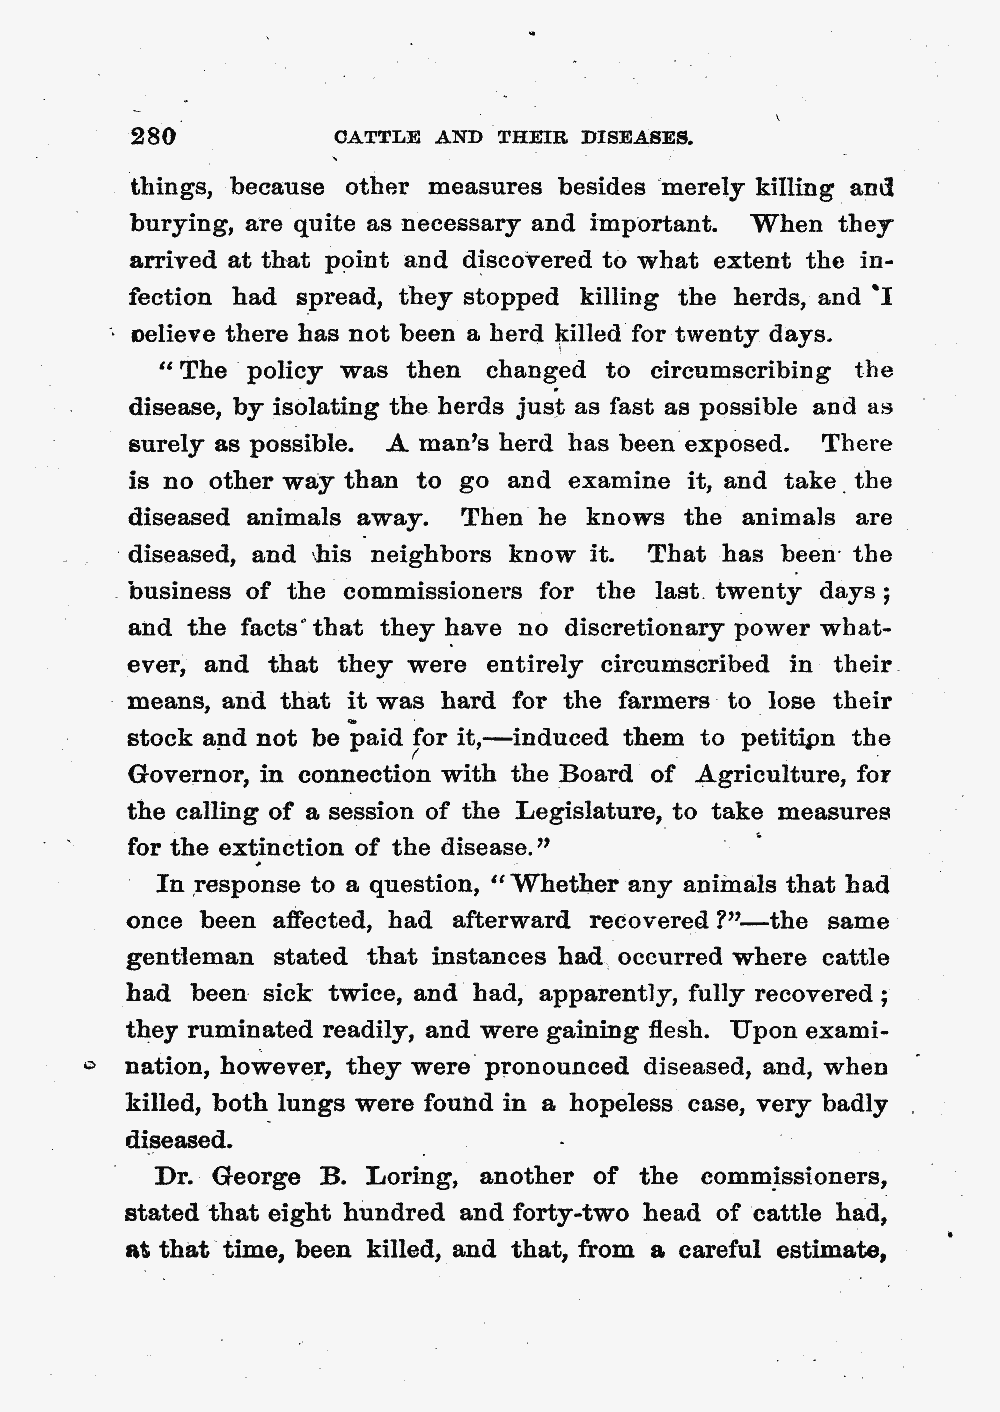 280 CATTLE AND THEIR DISEASES.
things, because other measures besides merely killing and
burying, are quite as necessary and important. When they
arrived at that point and discovered to what extent the in-
fection had spread, they stopped killing the herds, and I
believe there has not been a herd killed for twenty days.
“The policy was then changed to circumscribing the
disease, by isolating the herds just as fast as possible and as
surely as possible. A man's herd has been exposed. There
is no other way than to go and examine it, and take the
diseased animals away. Then he knows the animals are
diseased, and his neighbors know it. That has been the
business of the commissioners for the last twenty days;
and the facts that they have no discretionary power what-
ever, and that they were entirely circumscribed in their
means, and that it was hard for the farmers to lose their
stock and not be paid for it,—induced them to petition the
Governor, in connection with the Board of Agriculture, for
the calling of a session of the Legislature, to take measures
for the extinction of the disease.”
In response to a question, “Whether any animals that had
once been affected, had afterward recovered?”—the same
gentleman stated that instances had occurred where cattle
had been sick twice, and had, apparently, fully recovered;
they ruminated readily, and were gaining flesh. Upon exami-
nation, however, they were pronounced diseased, and, when
killed, both lungs were found in a hopeless case, very badly
diseased.
Dr. George B. Loring, another of the commissioners,
stated that eight hundred and forty-two head of cattle had,
at that time, been killed, and that, from a careful estimate,